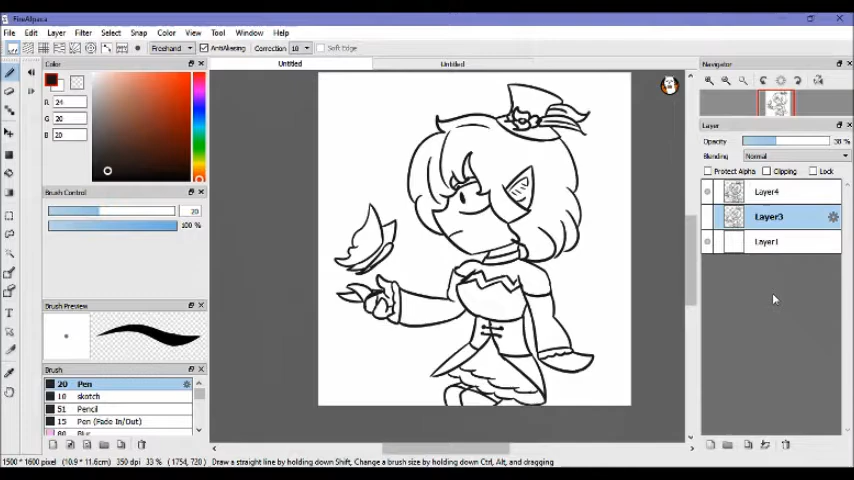 FireAlpaca
File Edit Layer Filter Select Snap Color View Tool Window Help
Freehand AntiAliasing Correction 10 Soft Edge
Color
Untitled Untitled
Navigator
R 24
G 20
B 20
Layer
Opacity 38 %
Blending Normal
Protect Alpha Clipping Lock
Layer4
Layer3
Layer1
Brush Control
20
100 %
Brush Preview
Brush
20 Pen
10 skotch
51 Pencil
15 Pen (Fade In/Out)
80 Blur
1500 * 1600 pixel (10.9 * 11.6cm) 350 dpi 33 % (1754, 720) Draw a straight line by holding down Shift, Change a brush size by holding down Ctrl, Alt, and dragging